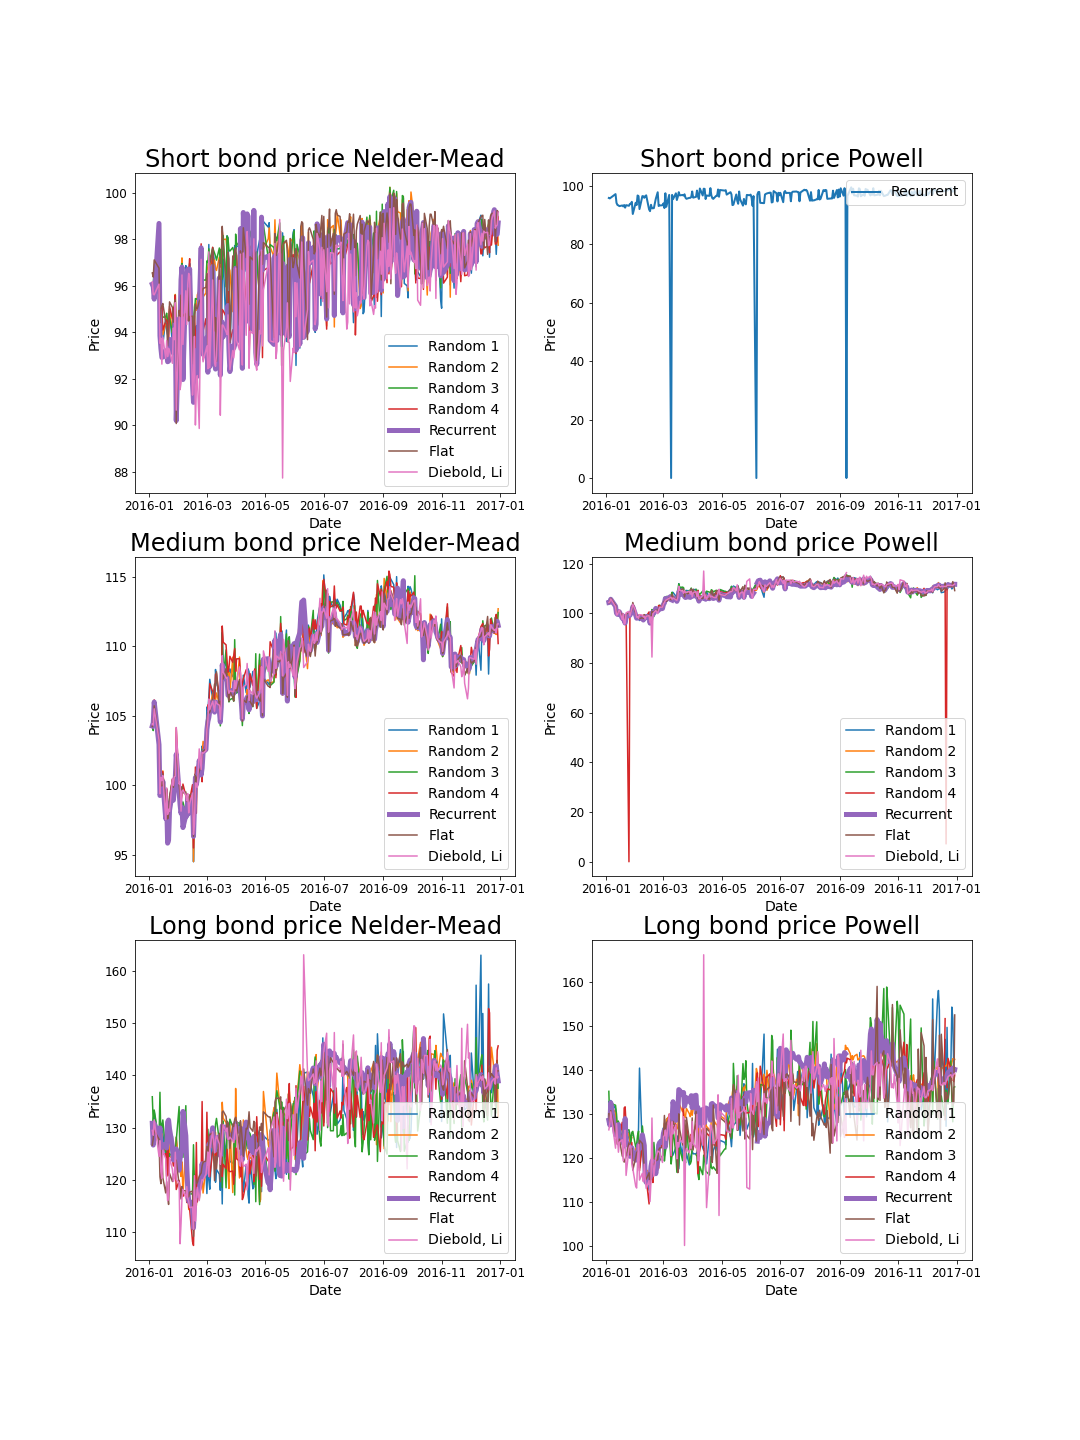 Short bond price Nelder-Mead
100
98
96
94
92
90
88
Price
Random 1
Random 2
Random 3
Random 4
Recurrent
Flat
Diebold, Li
2016-01 2016-03 2016-05 2016-07 2016-09 2016-11 2017-01
Date
Short bond price Powell
100
80
60
40
20
0
Price
Recurrent
2016-01 2016-03 2016-05 2016-07 2016-09 2016-11 2017-01
Date
Medium bond price Nelder-Mead
115
110
105
100
95
Price
Random 1
Random 2
Random 3
Random 4
Recurrent
Flat
Diebold, Li
2016-01 2016-03 2016-05 2016-07 2016-09 2016-11 2017-01
Date
Medium bond price Powell
120
100
80
60
40
20
0
Price
Random 1
Random 2
Random 3
Random 4
Recurrent
Flat
Diebold, Li
2016-01 2016-03 2016-05 2016-07 2016-09 2016-11 2017-01
Date
Long bond price Nelder-Mead
160
150
140
130
120
110
Price
Random 1
Random 2
Random 3
Random 4
Recurrent
Flat
Diebold, Li
2016-01 2016-03 2016-05 2016-07 2016-09 2016-11 2017-01
Date
Long bond price Powell
160
150
140
130
120
110
100
Price
Random 1
Random 2
Random 3
Random 4
Recurrent
Flat
Diebold, Li
2016-01 2016-03 2016-05 2016-07 2016-09 2016-11 2017-01
Date